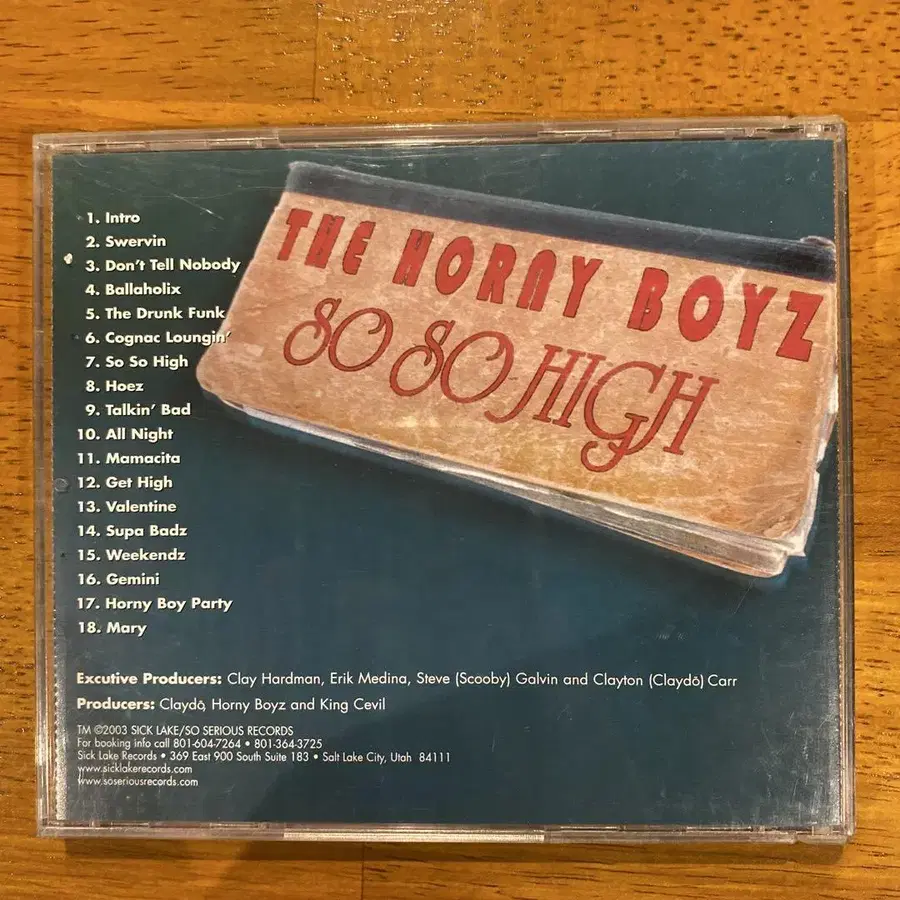 THE HORNY BOYZ
SO SO HIGH
1. Intro
2. Swervin
3. Don't Tell Nobody
4. Ballaholix
5. The Drunk Funk
6. Cognac Loungin'
7. So So High
8. Hoez
9. Talkin' Bad
10. All Night
11. Mamacita
12. Get High
13. Valentine
14. Supa Badz
15. Weekendz
16. Gemini
17. Horny Boy Party
18. Mary
Excutive Producers: Clay Hardman, Erik Medina, Steve (Scooby) Galvin and Clayton (Claydō) Carr
Producers: Claydō, Horny Boyz and King Cevil
TM ©2003 SICK LAKE/SO SERIOUS RECORDS
For booking info call 801-604-7264 • 801-364-3725
Sick Lake Records • 369 East 900 South Suite 183 • Salt Lake City, Utah 84111
www.sicklakerecords.com
www.soseriousrecords.com